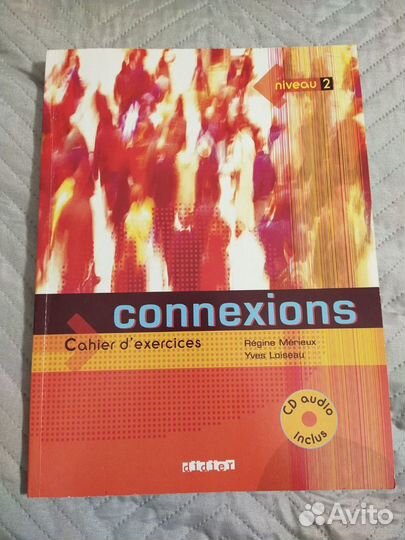 niveau 2
connexions
Cahier d'exercices
Régine Mérieux
Yves Loiseau
CD audio
inclus
didier
Avito